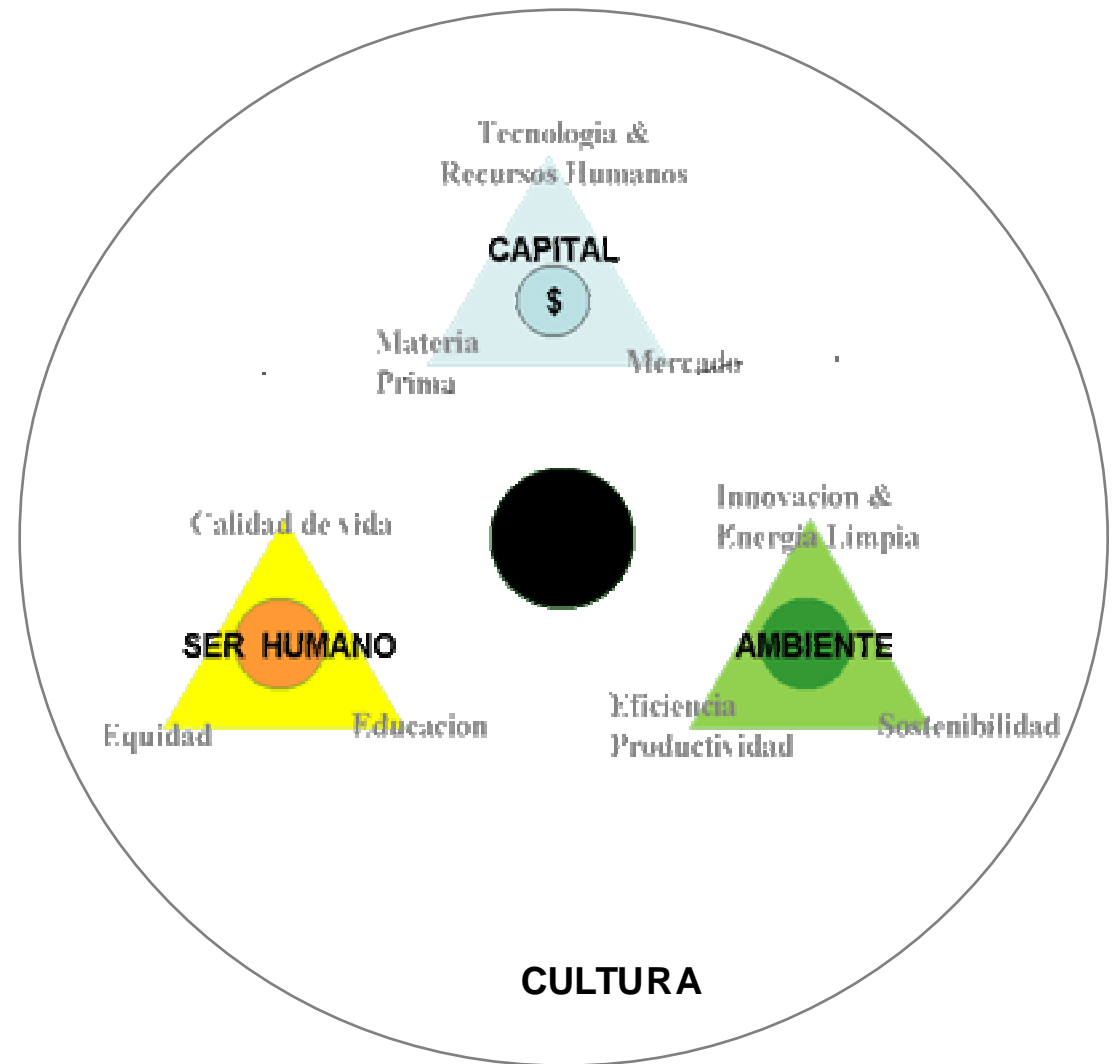 Tecnologia &
Recursos Humanos
CAPITAL
$
Materia
Prima
Mercado
Calidad de vida
SER HUMANO
Equidad
Educacion
Innovacion &
Energia Limpia
AMBIENTE
Eficiencia
Productividad
Sostenibilidad
CULTURA